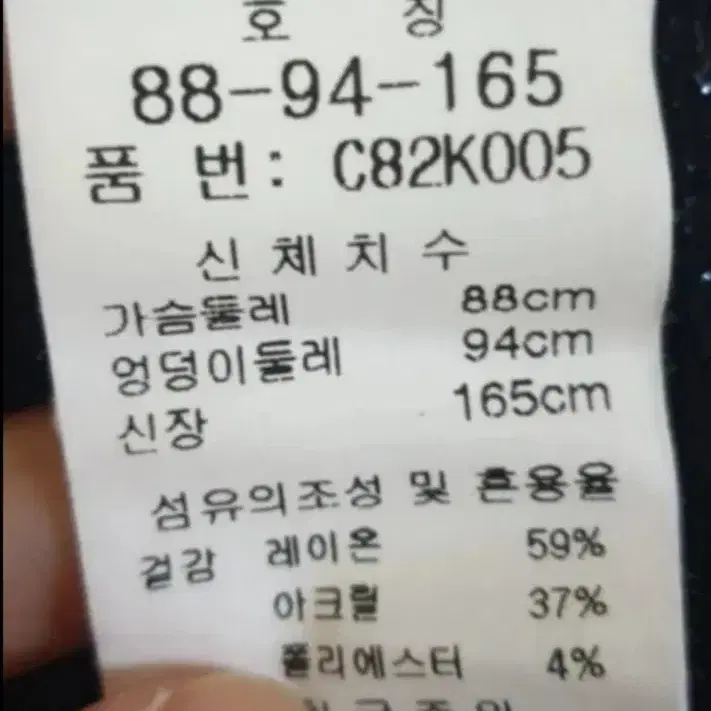 호 칭
88-94-165
품 번: C82K005
신 체 치 수
가슴둘레 88cm
엉덩이둘레 94cm
신장 165cm
섬유의조성 및 혼용율
겉감 레이온 59%
아크릴 37%
폴리에스터 4%